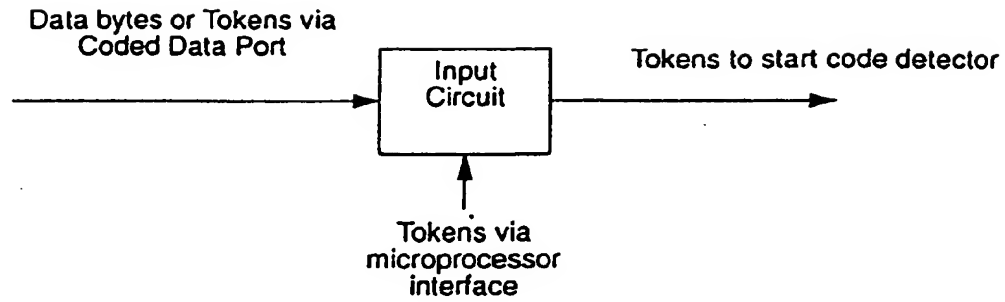 Data bytes or Tokens via
Coded Data Port
Input
Circuit
Tokens to start code detector
Tokens via
microprocessor
interface